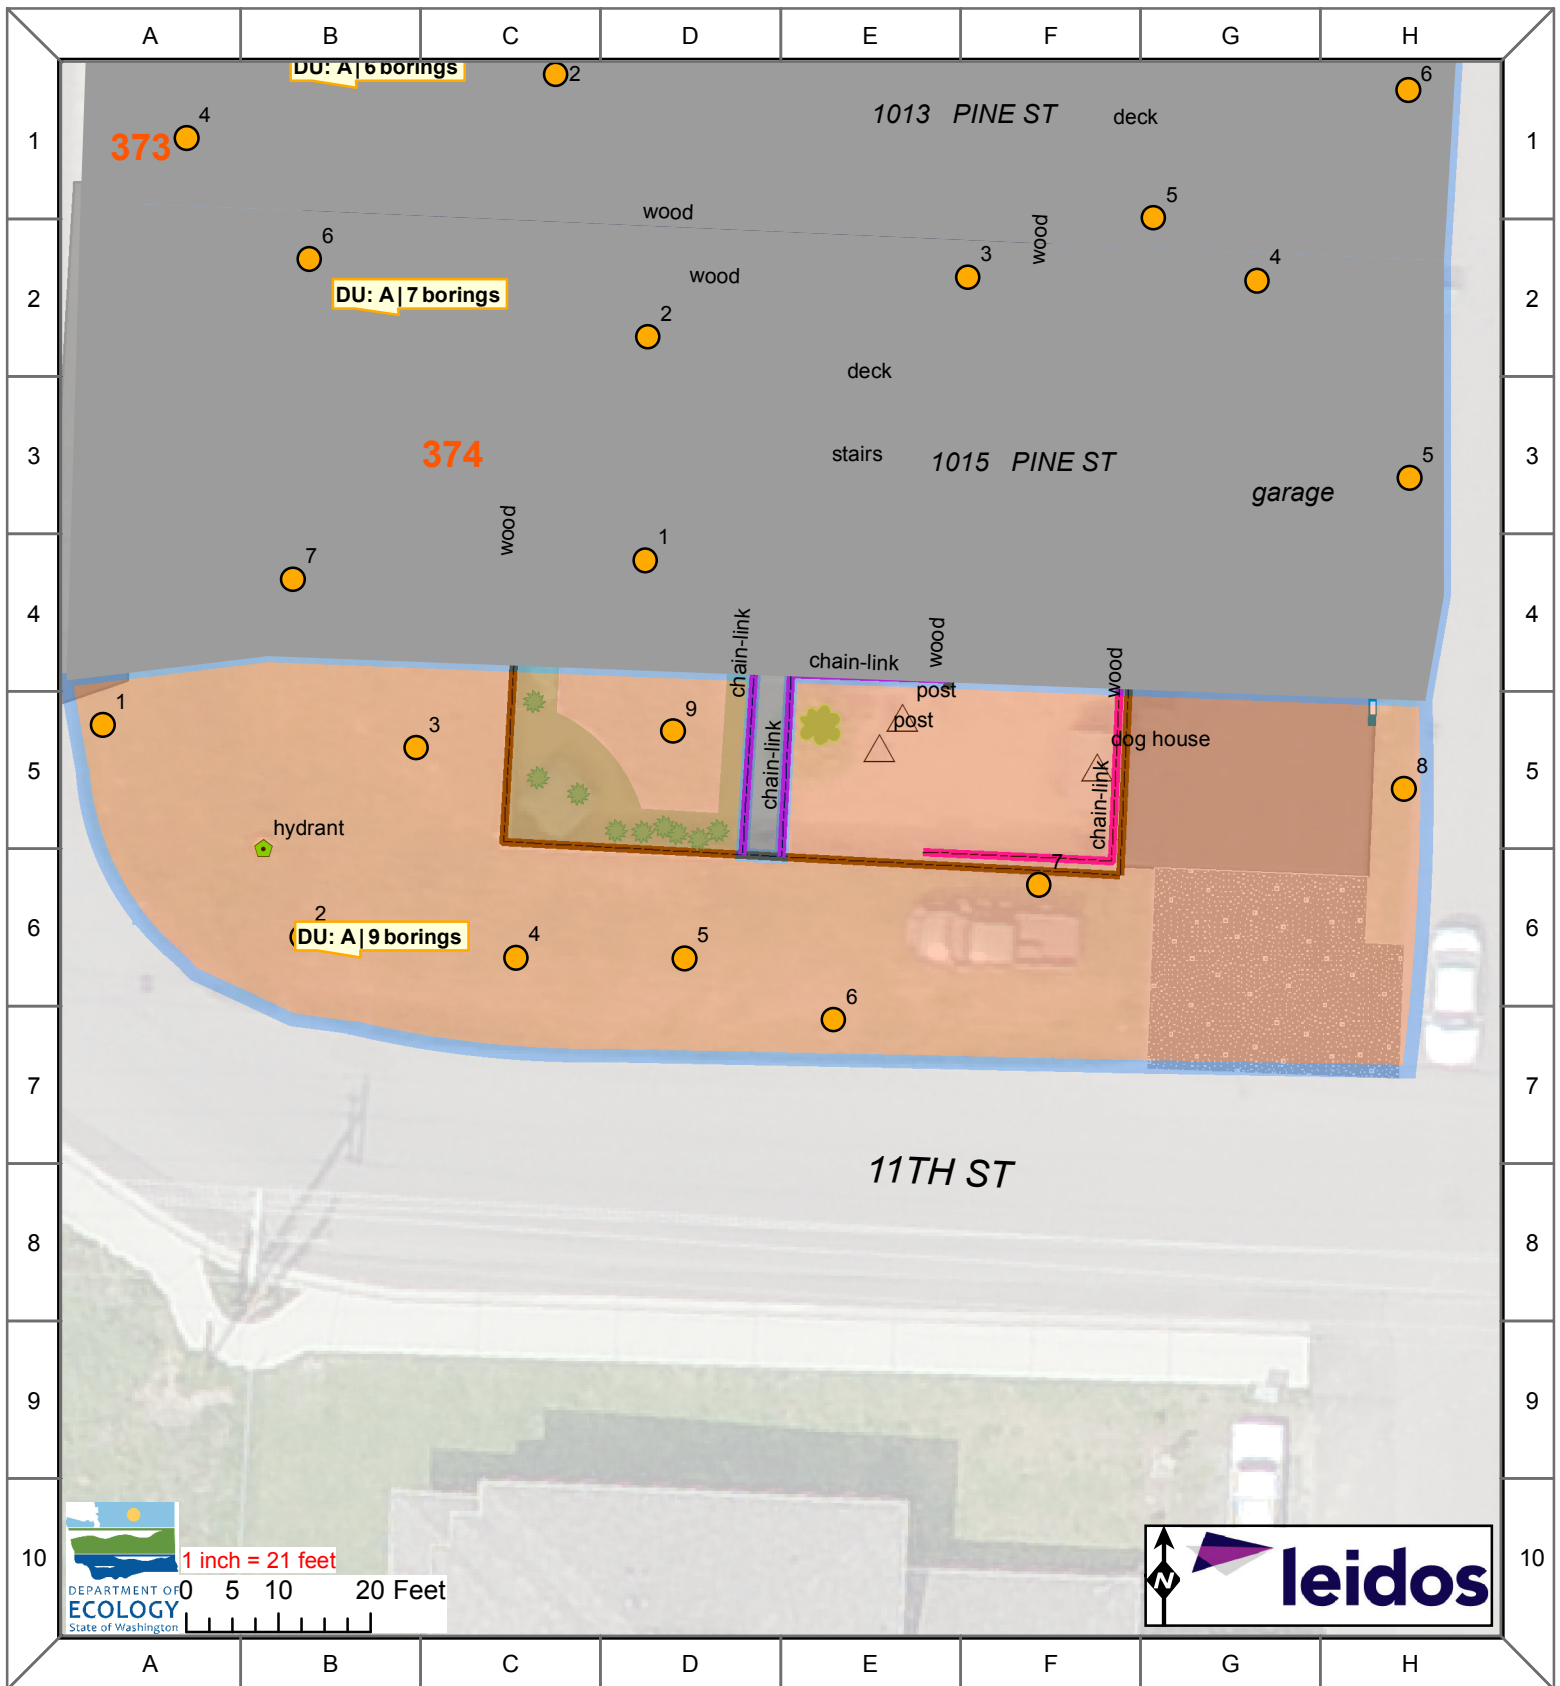 A B C D E F G H
DU: A | 6 borings
2
6
1013 PINE ST
deck
4
1
373
1
5
wood
wood
6
3
4
wood
2
DU: A | 7 borings
2
2
deck
3
374
stairs
1015 PINE ST
3
5
garage
wood
1
7
4
4
chain-link
wood
chain-link
wood
post
1
9
post
3
dog house
chain-link
5
5
8
chain-link
hydrant
7
2
6
DU: A | 9 borings
4
5
6
6
7
7
11TH ST
8
8
9
9
10
1 inch = 21 feet
10
0 5 10 20 Feet
DEPARTMENT OF
ECOLOGY
State of Washington
N
leidos
A B C D E F G H